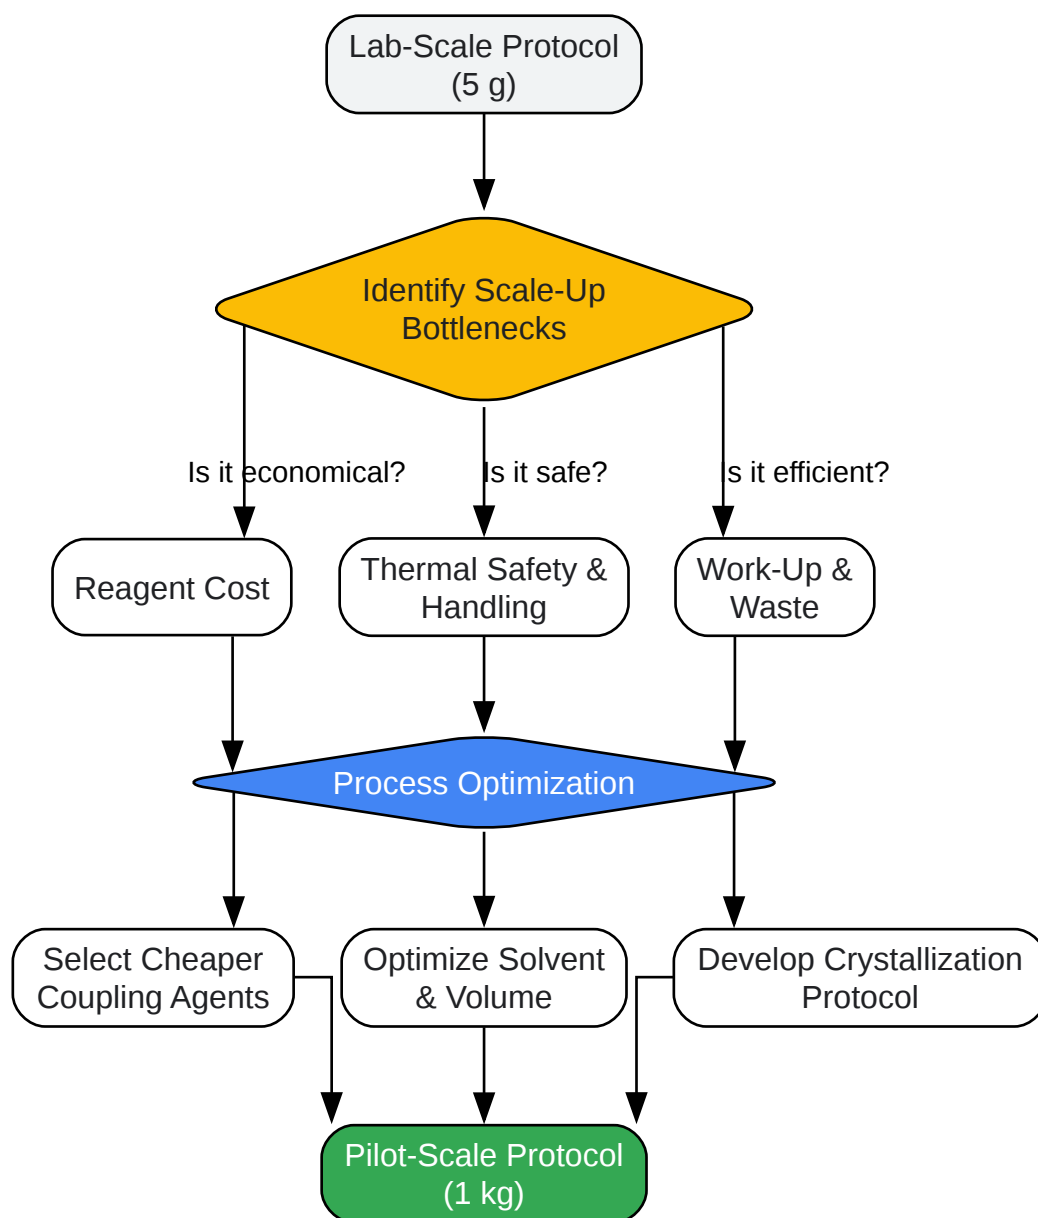 Lab-Scale Protocol
(5 g)
Identify Scale-Up
Bottlenecks
Is it economical?
Is it safe?
Is it efficient?
Reagent Cost
Thermal Safety &
Handling
Work-Up &
Waste
Process Optimization
Select Cheaper
Coupling Agents
Optimize Solvent
& Volume
Develop Crystallization
Protocol
Pilot-Scale Protocol
(1 kg)